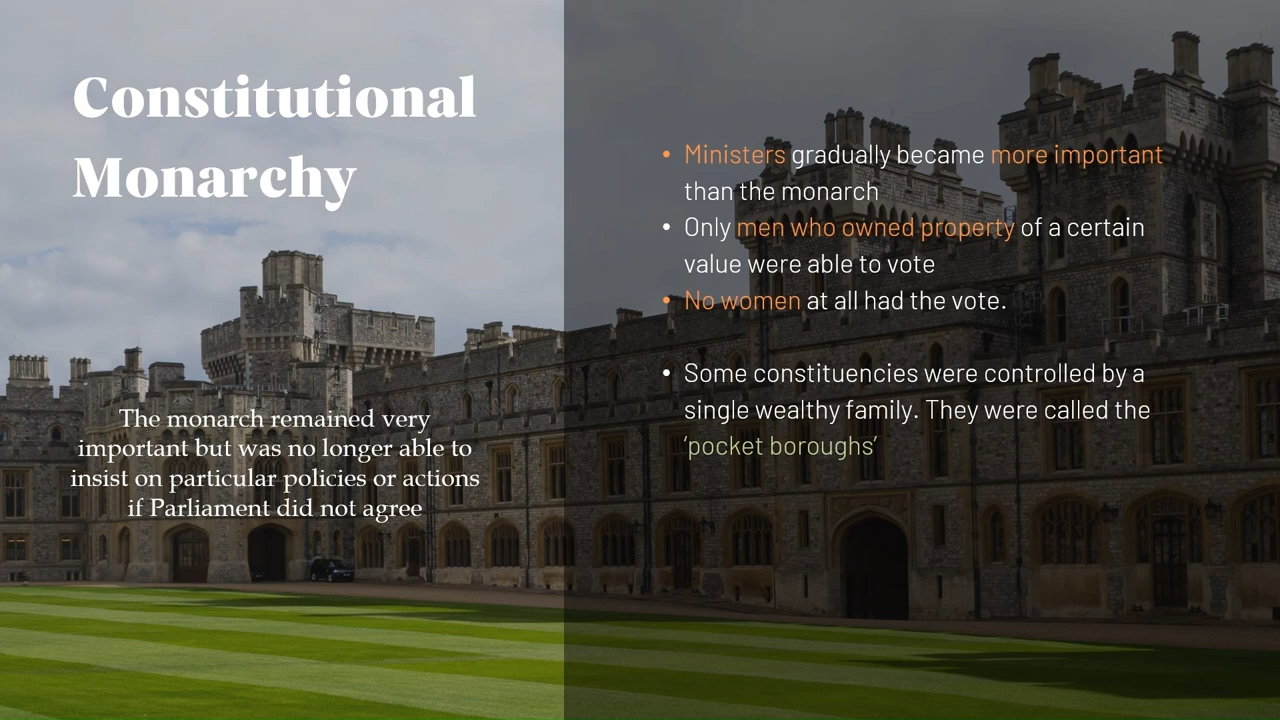 Constitutional
Monarchy
The monarch remained very
important but was no longer able to
insist on particular policies or actions
if Parliament did not agree
• Ministers gradually became more important
than the monarch
• Only men who owned property of a certain
value were able to vote
• No women at all had the vote.
• Some constituencies were controlled by a
single wealthy family. They were called the
‘pocket boroughs’